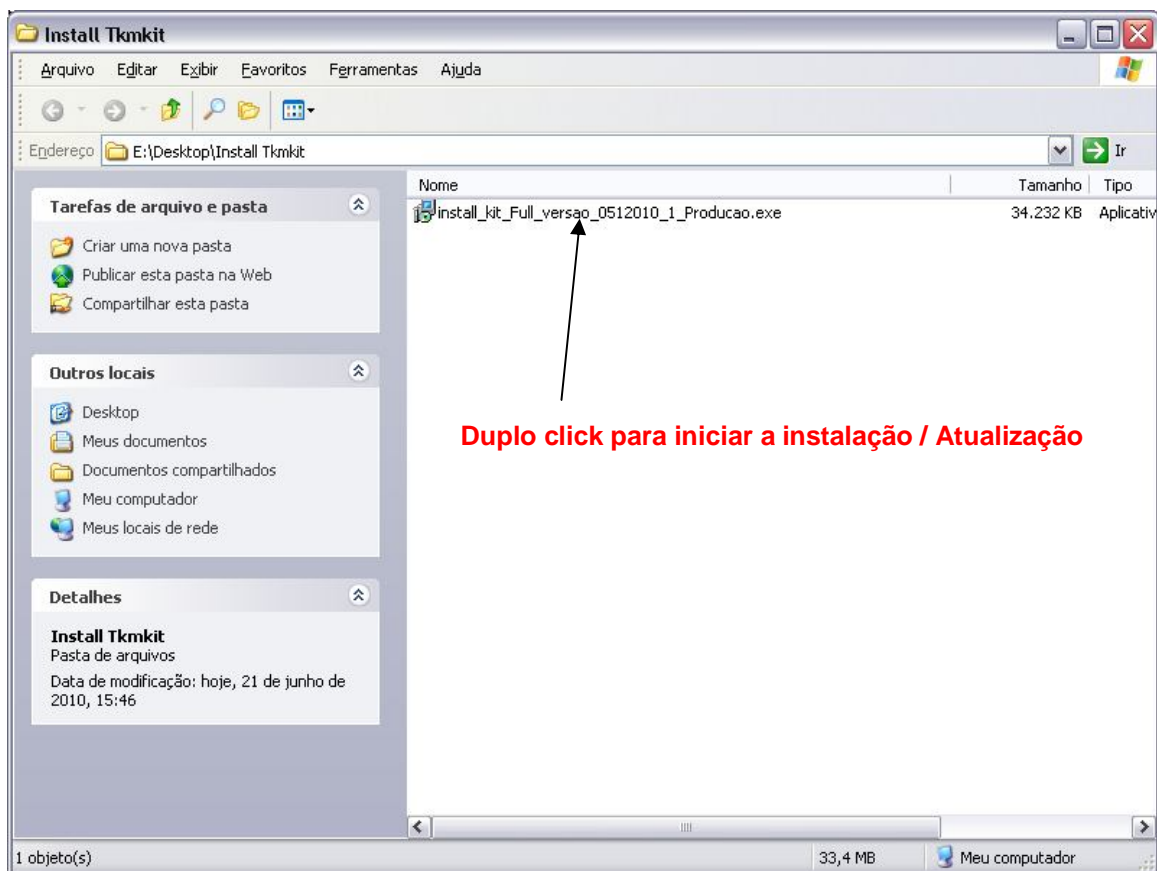 Install Tkmkit
Arquivo Editar Exibir Favoritos Ferramentas Ajuda
Endereço E:\Desktop\Install Tkmkit Ir
Tarefas de arquivo e pasta
Criar uma nova pasta
Publicar esta pasta na Web
Compartilhar esta pasta
Outros locais
Desktop
Meus documentos
Documentos compartilhados
Meu computador
Meus locais de rede
Detalhes
Install Tkmkit
Pasta de arquivos
Data de modificação: hoje, 21 de junho de
2010, 15:46
Nome Tamanho Tipo
install_kit_Full_versao_0512010_1_Producao.exe 34.232 KB Aplicativ
Duplo click para iniciar a instalação / Atualização
1 objeto(s) 33,4 MB Meu computador